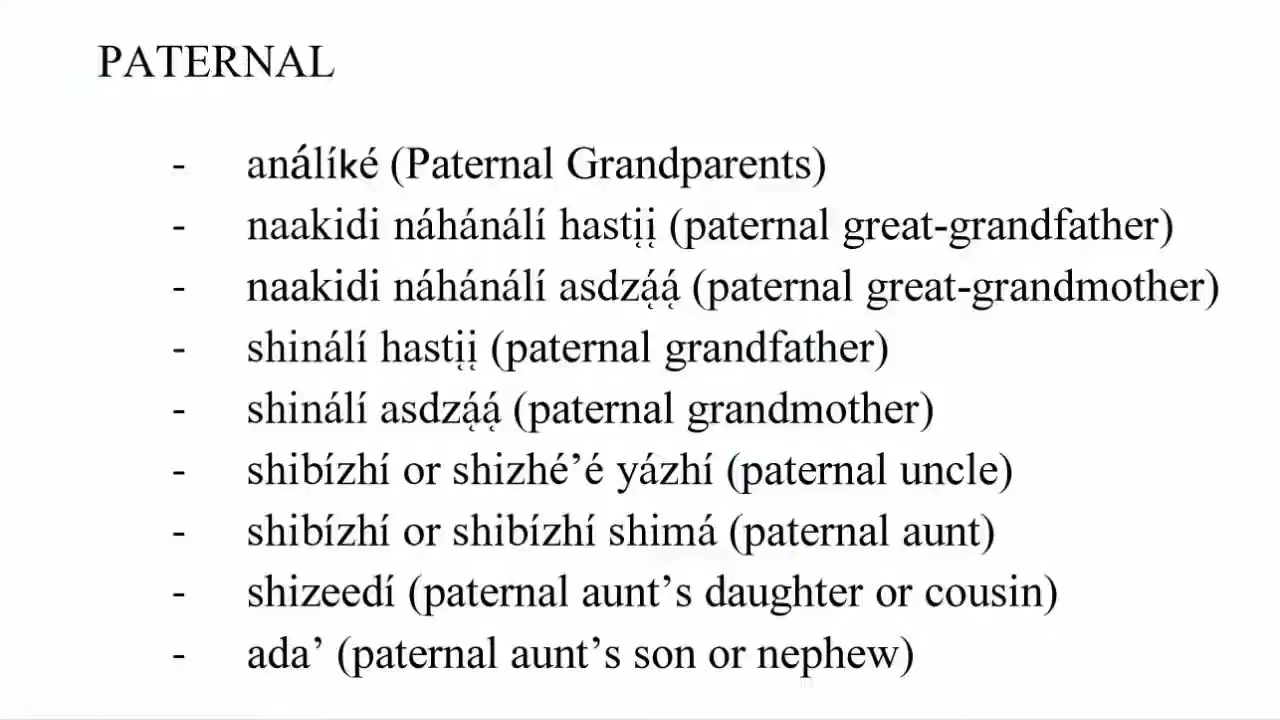 PATERNAL
- análíké (Paternal Grandparents)
- naakidi náhánálí hastįį (paternal great-grandfather)
- naakidi náhánálí asdzą́ą́ (paternal great-grandmother)
- shinálí hastįį (paternal grandfather)
- shinálí asdzą́ą́ (paternal grandmother)
- shibízhí or shizhé’é yázhí (paternal uncle)
- shibízhí or shibízhí shimá (paternal aunt)
- shizeedí (paternal aunt’s daughter or cousin)
- ada’ (paternal aunt’s son or nephew)